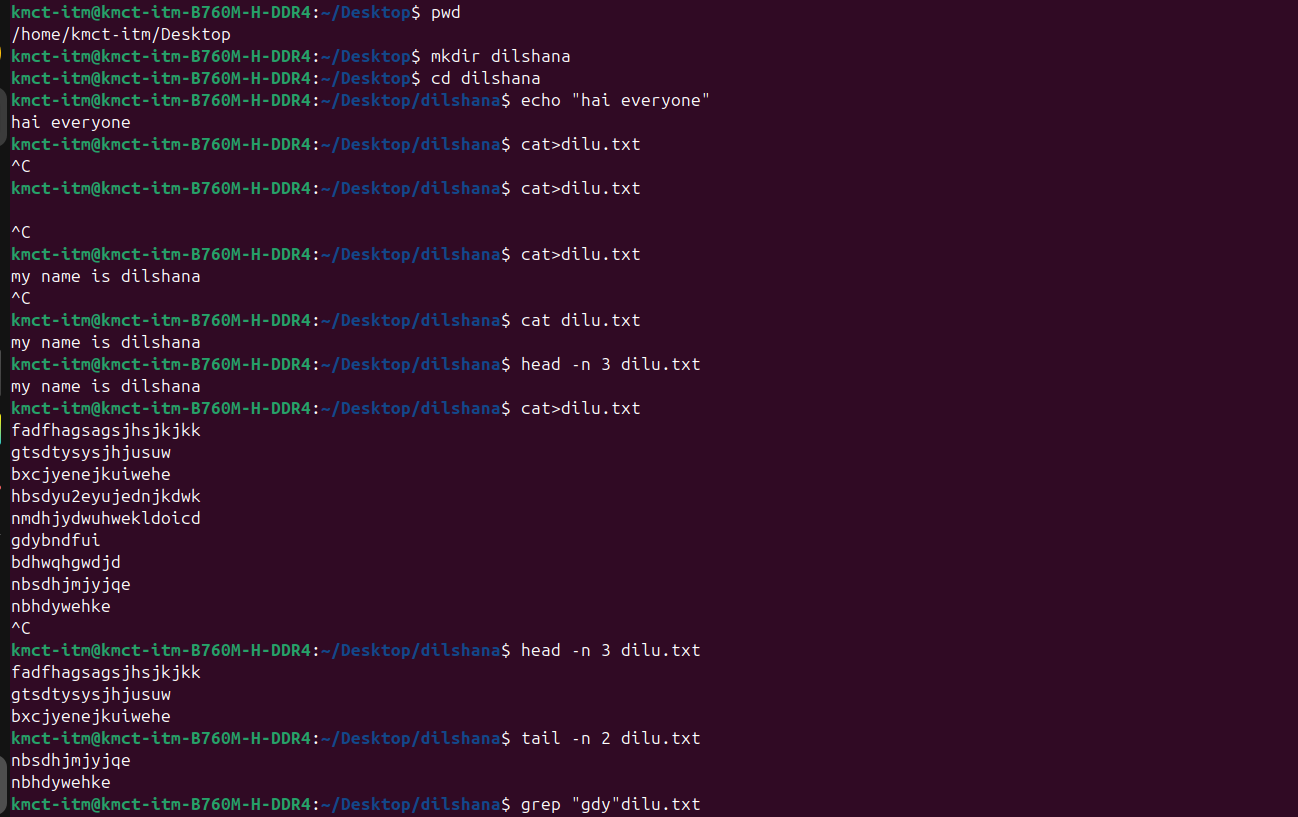 kmct-itm@kmct-itm-B760M-H-DDR4:~/Desktop$ pwd
/home/kmct-itm/Desktop
kmct-itm@kmct-itm-B760M-H-DDR4:~/Desktop$ mkdir dilshana
kmct-itm@kmct-itm-B760M-H-DDR4:~/Desktop$ cd dilshana
kmct-itm@kmct-itm-B760M-H-DDR4:~/Desktop/dilshana$ echo "hai everyone"
hai everyone
kmct-itm@kmct-itm-B760M-H-DDR4:~/Desktop/dilshana$ cat>dilu.txt
^C
kmct-itm@kmct-itm-B760M-H-DDR4:~/Desktop/dilshana$ cat>dilu.txt
^C
kmct-itm@kmct-itm-B760M-H-DDR4:~/Desktop/dilshana$ cat>dilu.txt
my name is dilshana
^C
kmct-itm@kmct-itm-B760M-H-DDR4:~/Desktop/dilshana$ cat dilu.txt
my name is dilshana
kmct-itm@kmct-itm-B760M-H-DDR4:~/Desktop/dilshana$ head -n 3 dilu.txt
my name is dilshana
kmct-itm@kmct-itm-B760M-H-DDR4:~/Desktop/dilshana$ cat>dilu.txt
fadfhagsagsjhsjkjkk
gtsdtysysjhjusuw
bxcjyenejkuiwehe
hbsdyu2eyujednjkdwk
nmdhjydwuhwekldoicd
gdybndfui
bdhwqhgwdjd
nbsdhjmjyjqe
nbhdywehke
^C
kmct-itm@kmct-itm-B760M-H-DDR4:~/Desktop/dilshana$ head -n 3 dilu.txt
fadfhagsagsjhsjkjkk
gtsdtysysjhjusuw
bxcjyenejkuiwehe
kmct-itm@kmct-itm-B760M-H-DDR4:~/Desktop/dilshana$ tail -n 2 dilu.txt
nbsdhjmjyjqe
nbhdywehke
kmct-itm@kmct-itm-B760M-H-DDR4:~/Desktop/dilshana$ grep "gdy"dilu.txt